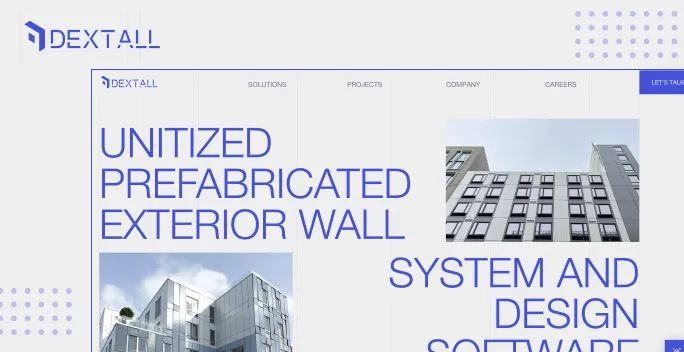 DEXTALL
DEXTALL
SOLUTIONS
PROJECTS
COMPANY
CAREERS
LET'S TALK
UNITIZED
PREFABRICATED
EXTERIOR WALL
SYSTEM AND
DESIGN
SOFTWARE